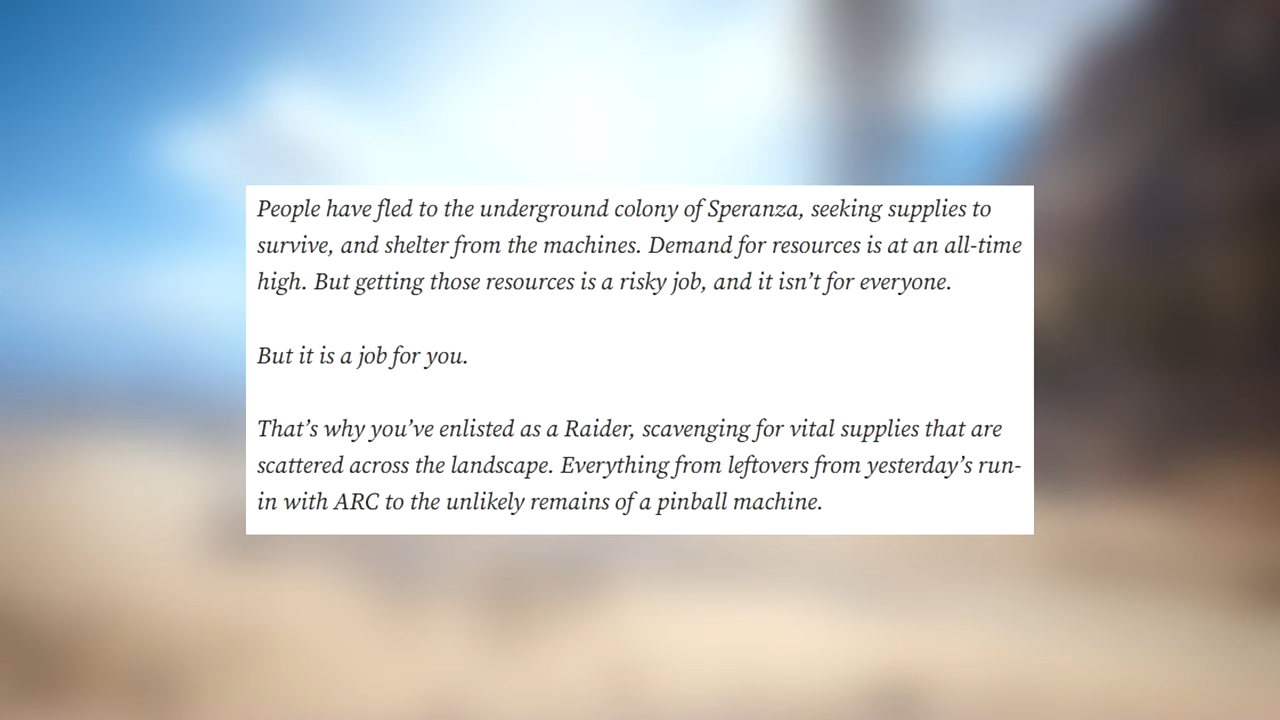 People have fled to the underground colony of Speranza, seeking supplies to
survive, and shelter from the machines. Demand for resources is at an all-time
high. But getting those resources is a risky job, and it isn’t for everyone.
But it is a job for you.
That’s why you’ve enlisted as a Raider, scavenging for vital supplies that are
scattered across the landscape. Everything from leftovers from yesterday’s run-
in with ARC to the unlikely remains of a pinball machine.